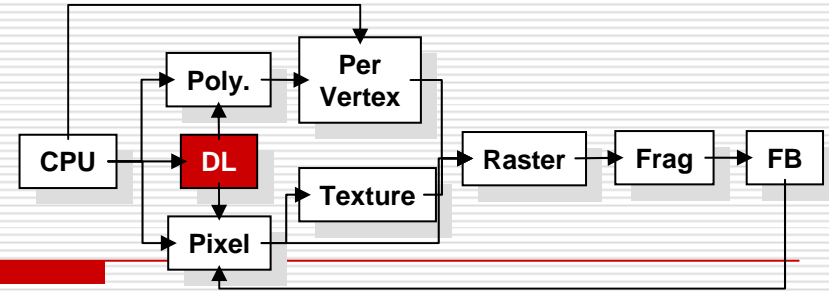 Poly.
Per
Vertex
CPU
DL
Raster
Frag
FB
Texture
Pixel